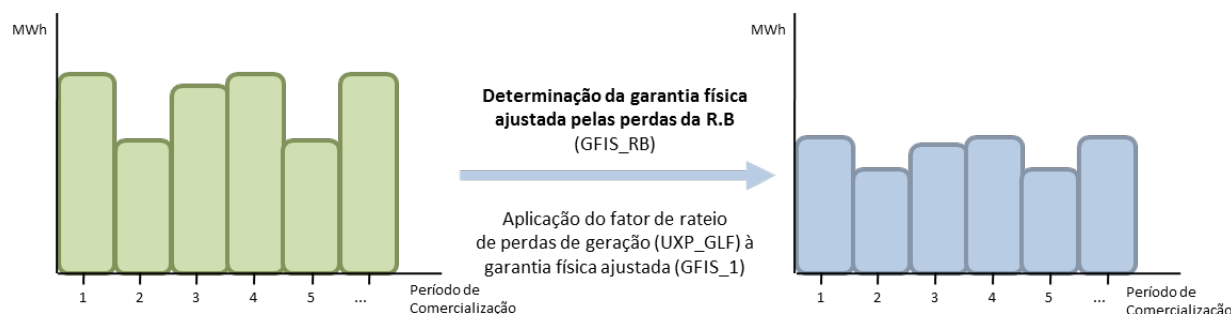 MWh
1
2
3
4
5
...
Período de
Comercialização
Determinação da garantia física
ajustada pelas perdas da R.B
(GFIS_RB)
Aplicação do fator de rateio
de perdas de geração (UXP_GLF) à
garantia física ajustada (GFIS_1)
MWh
1
2
3
4
5
...
Período de
Comercialização